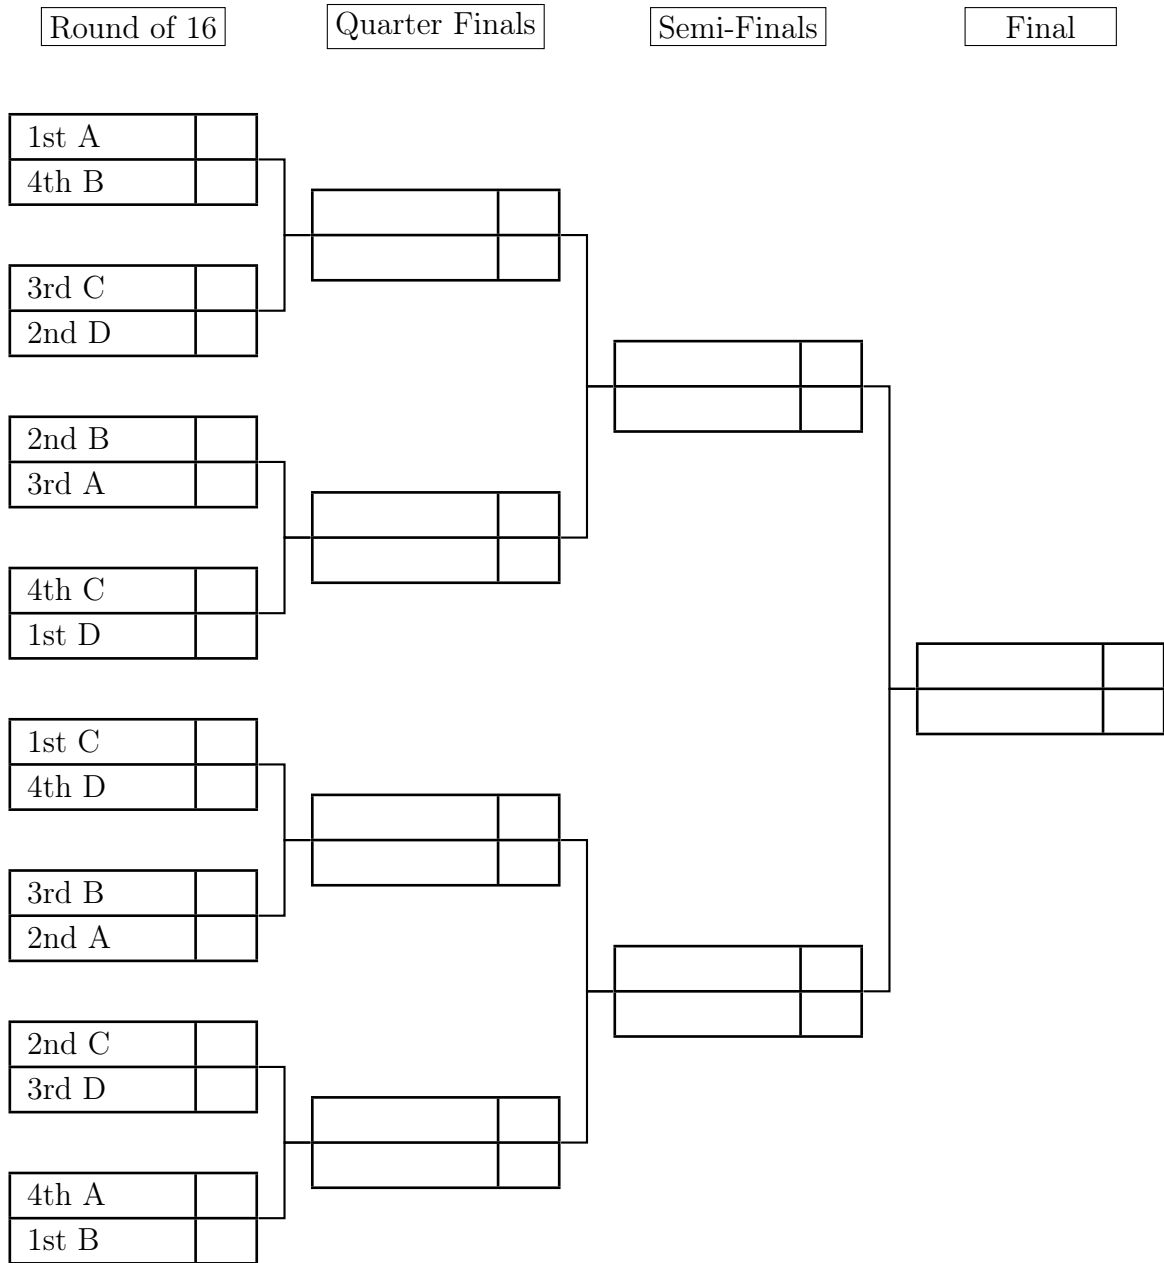 Round of 16
Quarter Finals
Semi-Finals
Final
1st A
4th B
3rd C
2nd D
2nd B
3rd A
4th C
1st D
1st C
4th D
3rd B
2nd A
2nd C
3rd D
4th A
1st B